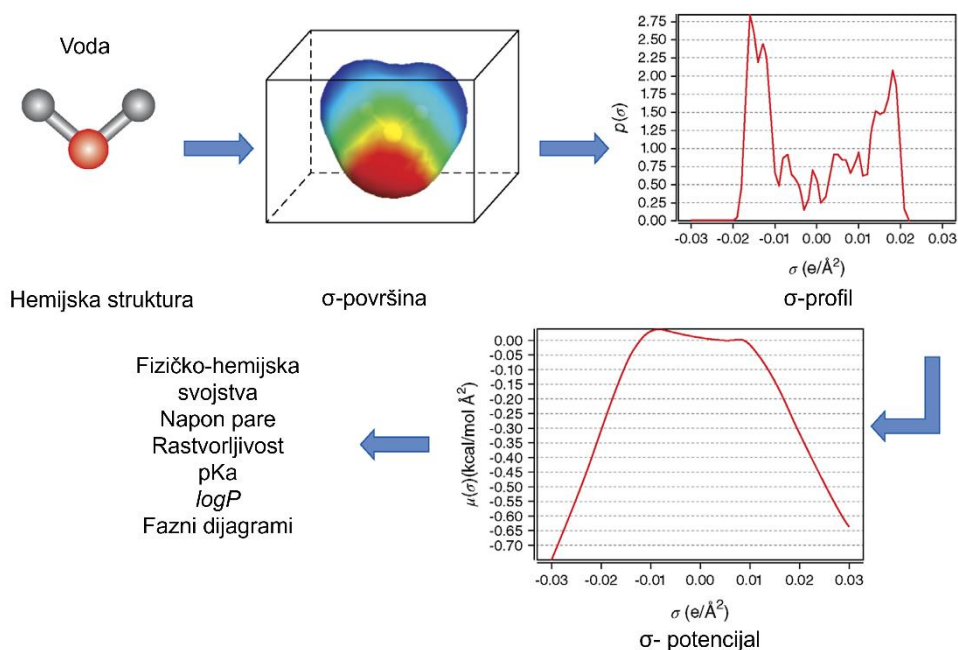 Voda
Hemijska struktura
σ-površina
p(σ)
2.75
2.50
2.25
2.00
1.75
1.50
1.25
1.00
0.75
0.50
0.25
0.00
-0.03 -0.02 -0.01 0.00 0.01 0.02 0.03
σ (e/Å²)
σ-profil
μ(σ)(kcal/mol Å²)
0.00
-0.05
-0.10
-0.15
-0.20
-0.25
-0.30
-0.35
-0.40
-0.45
-0.50
-0.55
-0.60
-0.65
-0.70
-0.03 -0.02 -0.01 0.00 0.01 0.02 0.03
σ (e/Å²)
σ- potencijal
Fizičko-hemijska
svojstva
Napon pare
Rastvorljivost
pKa
logP
Fazni dijagrami